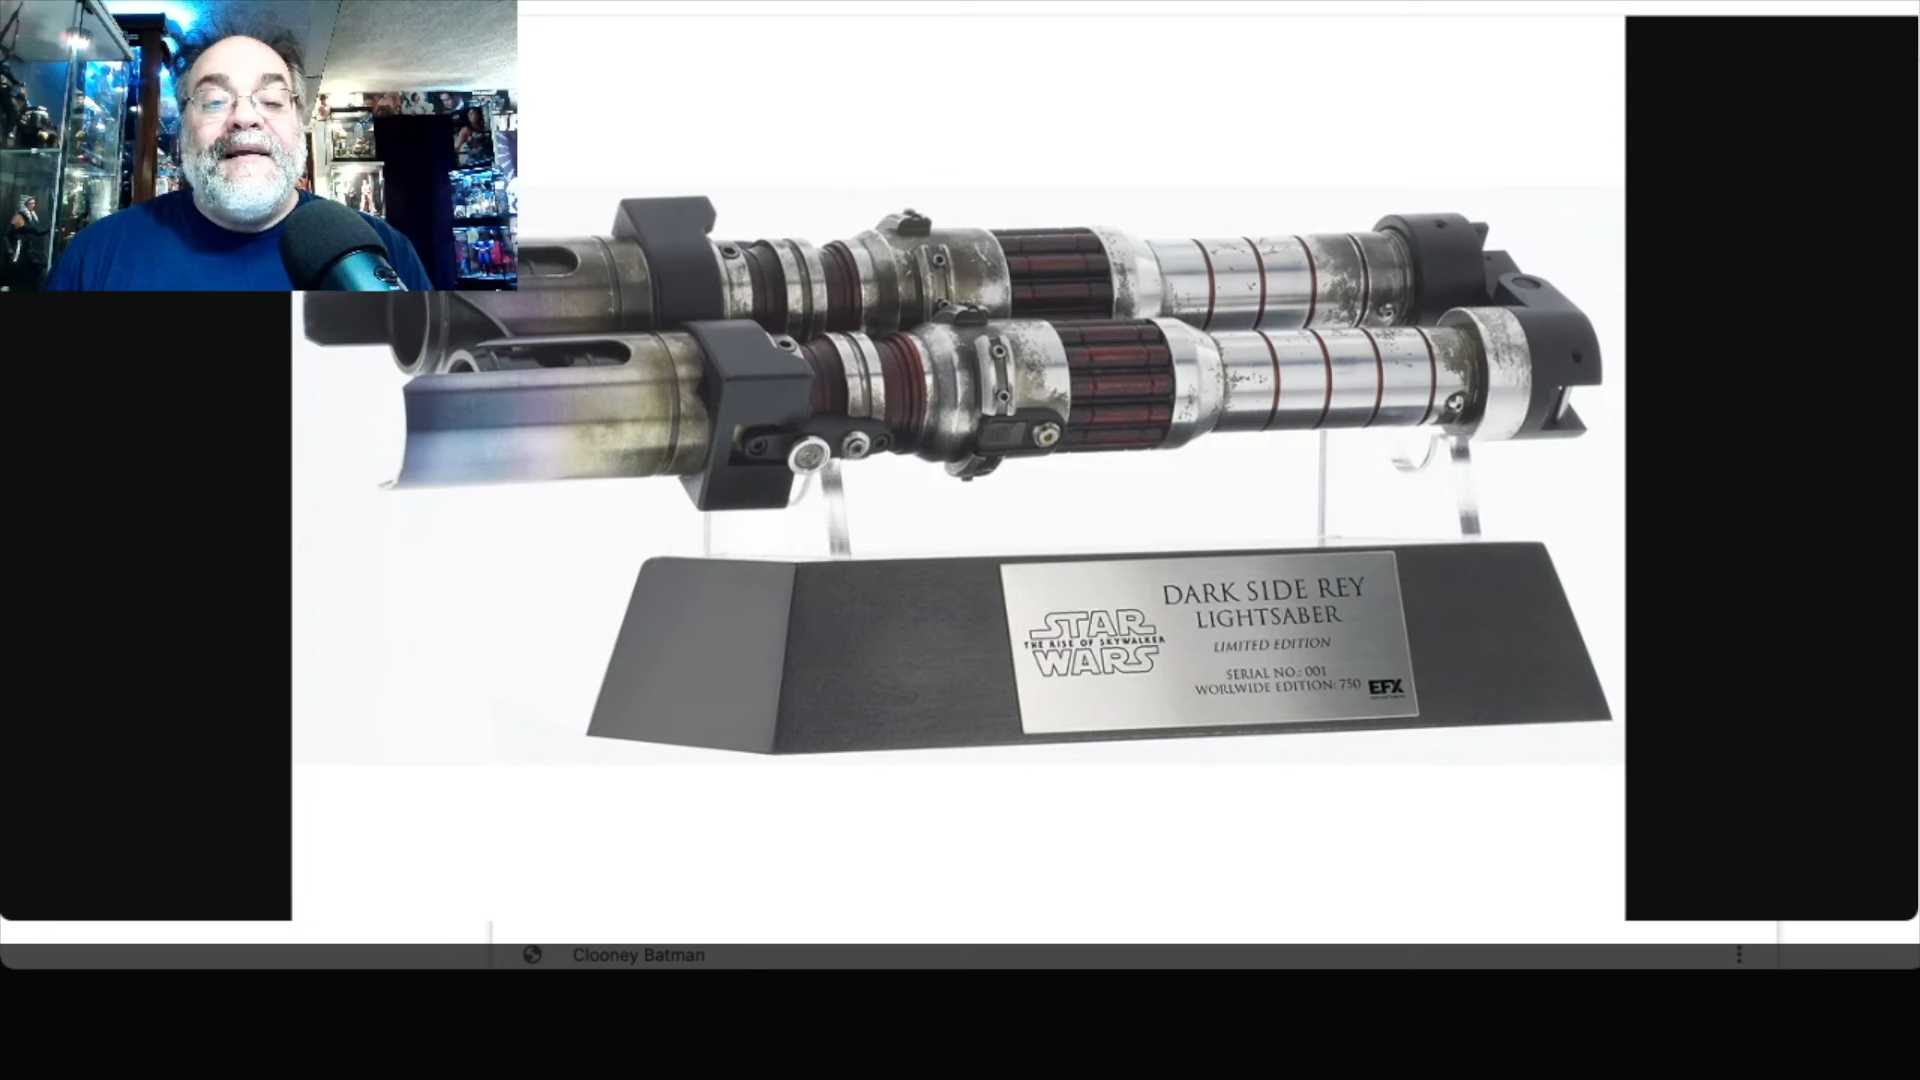 DARK SIDE REY
LIGHTSABER
LIMITED EDITION
SERIAL NO.: 001
WORLWIDE EDITION: 750
STAR
THE RISE OF SKYWALKER
WARS
EFX
Clooney Batman